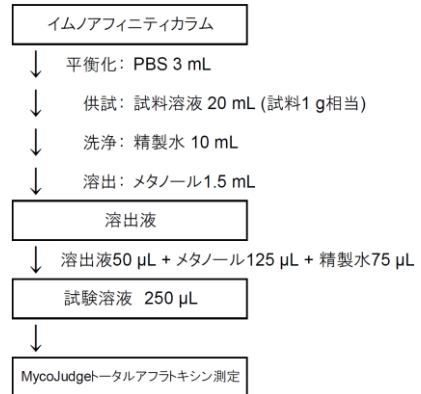 イムノアフィニティカラム
平衡化: PBS 3 mL
供試: 試料溶液 20 mL (試料1 g相当)
洗浄: 精製水 10 mL
溶出: メタノール1.5 mL
溶出液
溶出液50 µL + メタノール125 µL + 精製水75 µL
試験溶液 250 µL
MycoJudgeトータルアフラトキシン測定